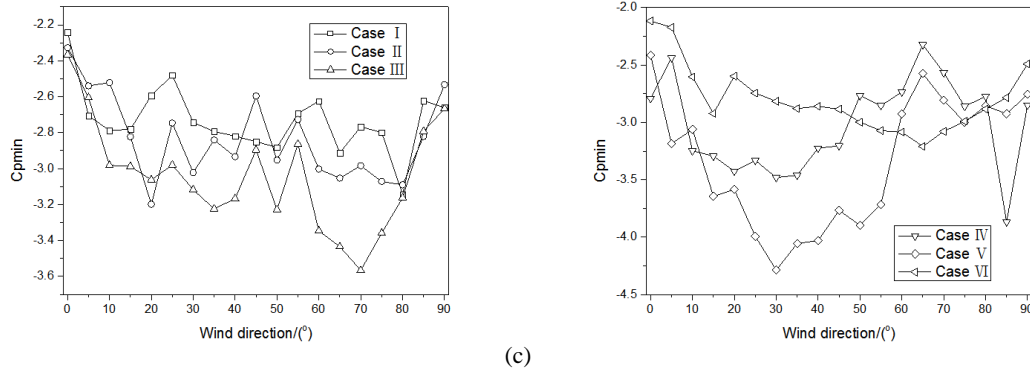 -2.2
-2.4
-2.6
-2.8
-3.0
-3.2
-3.4
-3.6
Cpmin
Case Ⅰ
Case Ⅱ
Case Ⅲ
0 10 20 30 40 50 60 70 80 90
Wind direction/(°)
-2.0
-2.5
-3.0
-3.5
-4.0
-4.5
Cpmin
Case Ⅳ
Case Ⅴ
Case Ⅵ
0 10 20 30 40 50 60 70 80 90
Wind direction/(°)
(c)